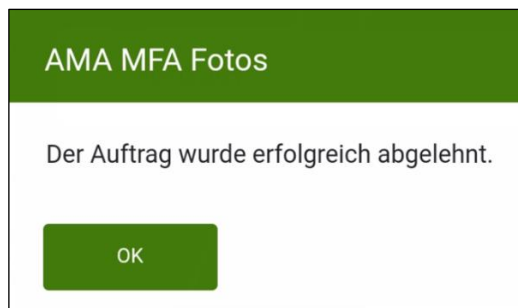 AMA MFA Fotos
Der Auftrag wurde erfolgreich abgelehnt.
OK